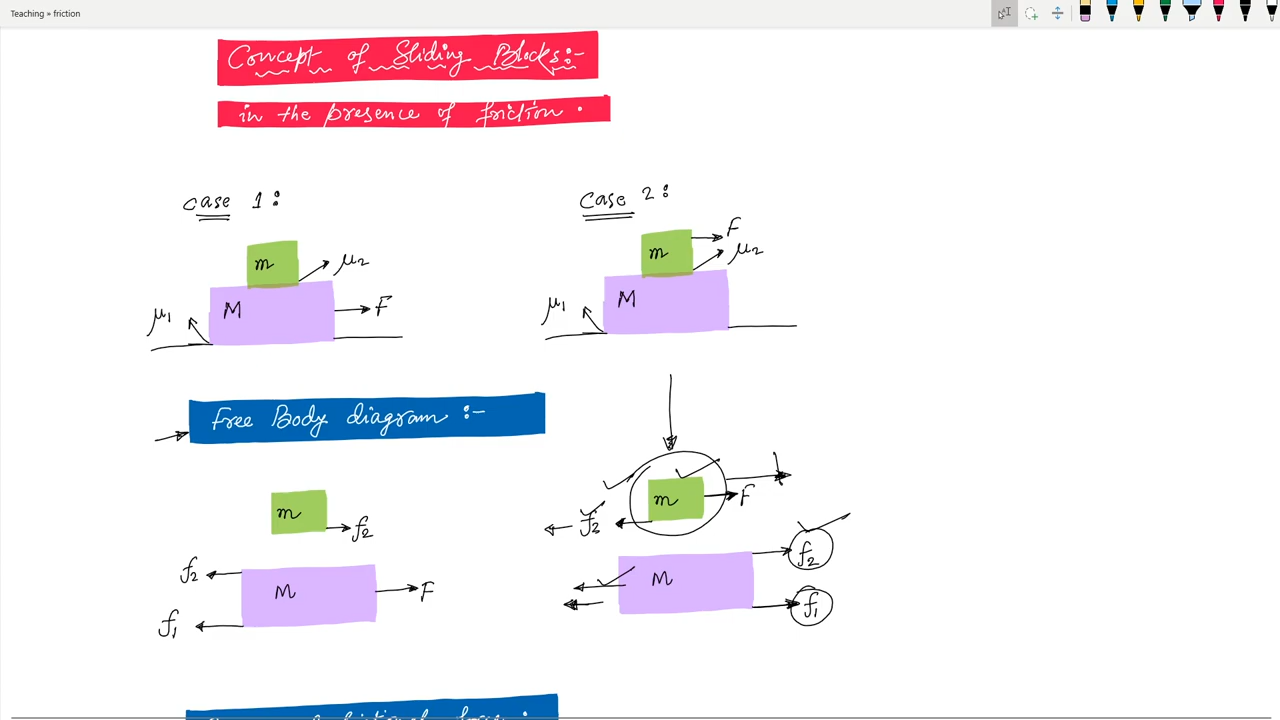 Teaching » friction
Concept of Sliding Blocks:-
in the presence of friction.
Case 1:
m
μ2
M
F
μ1
Case 2:
F
m
μ2
M
μ1
Free Body diagram :-
m
f2
f2
M
F
f1
m
F
f2
f2
M
f1